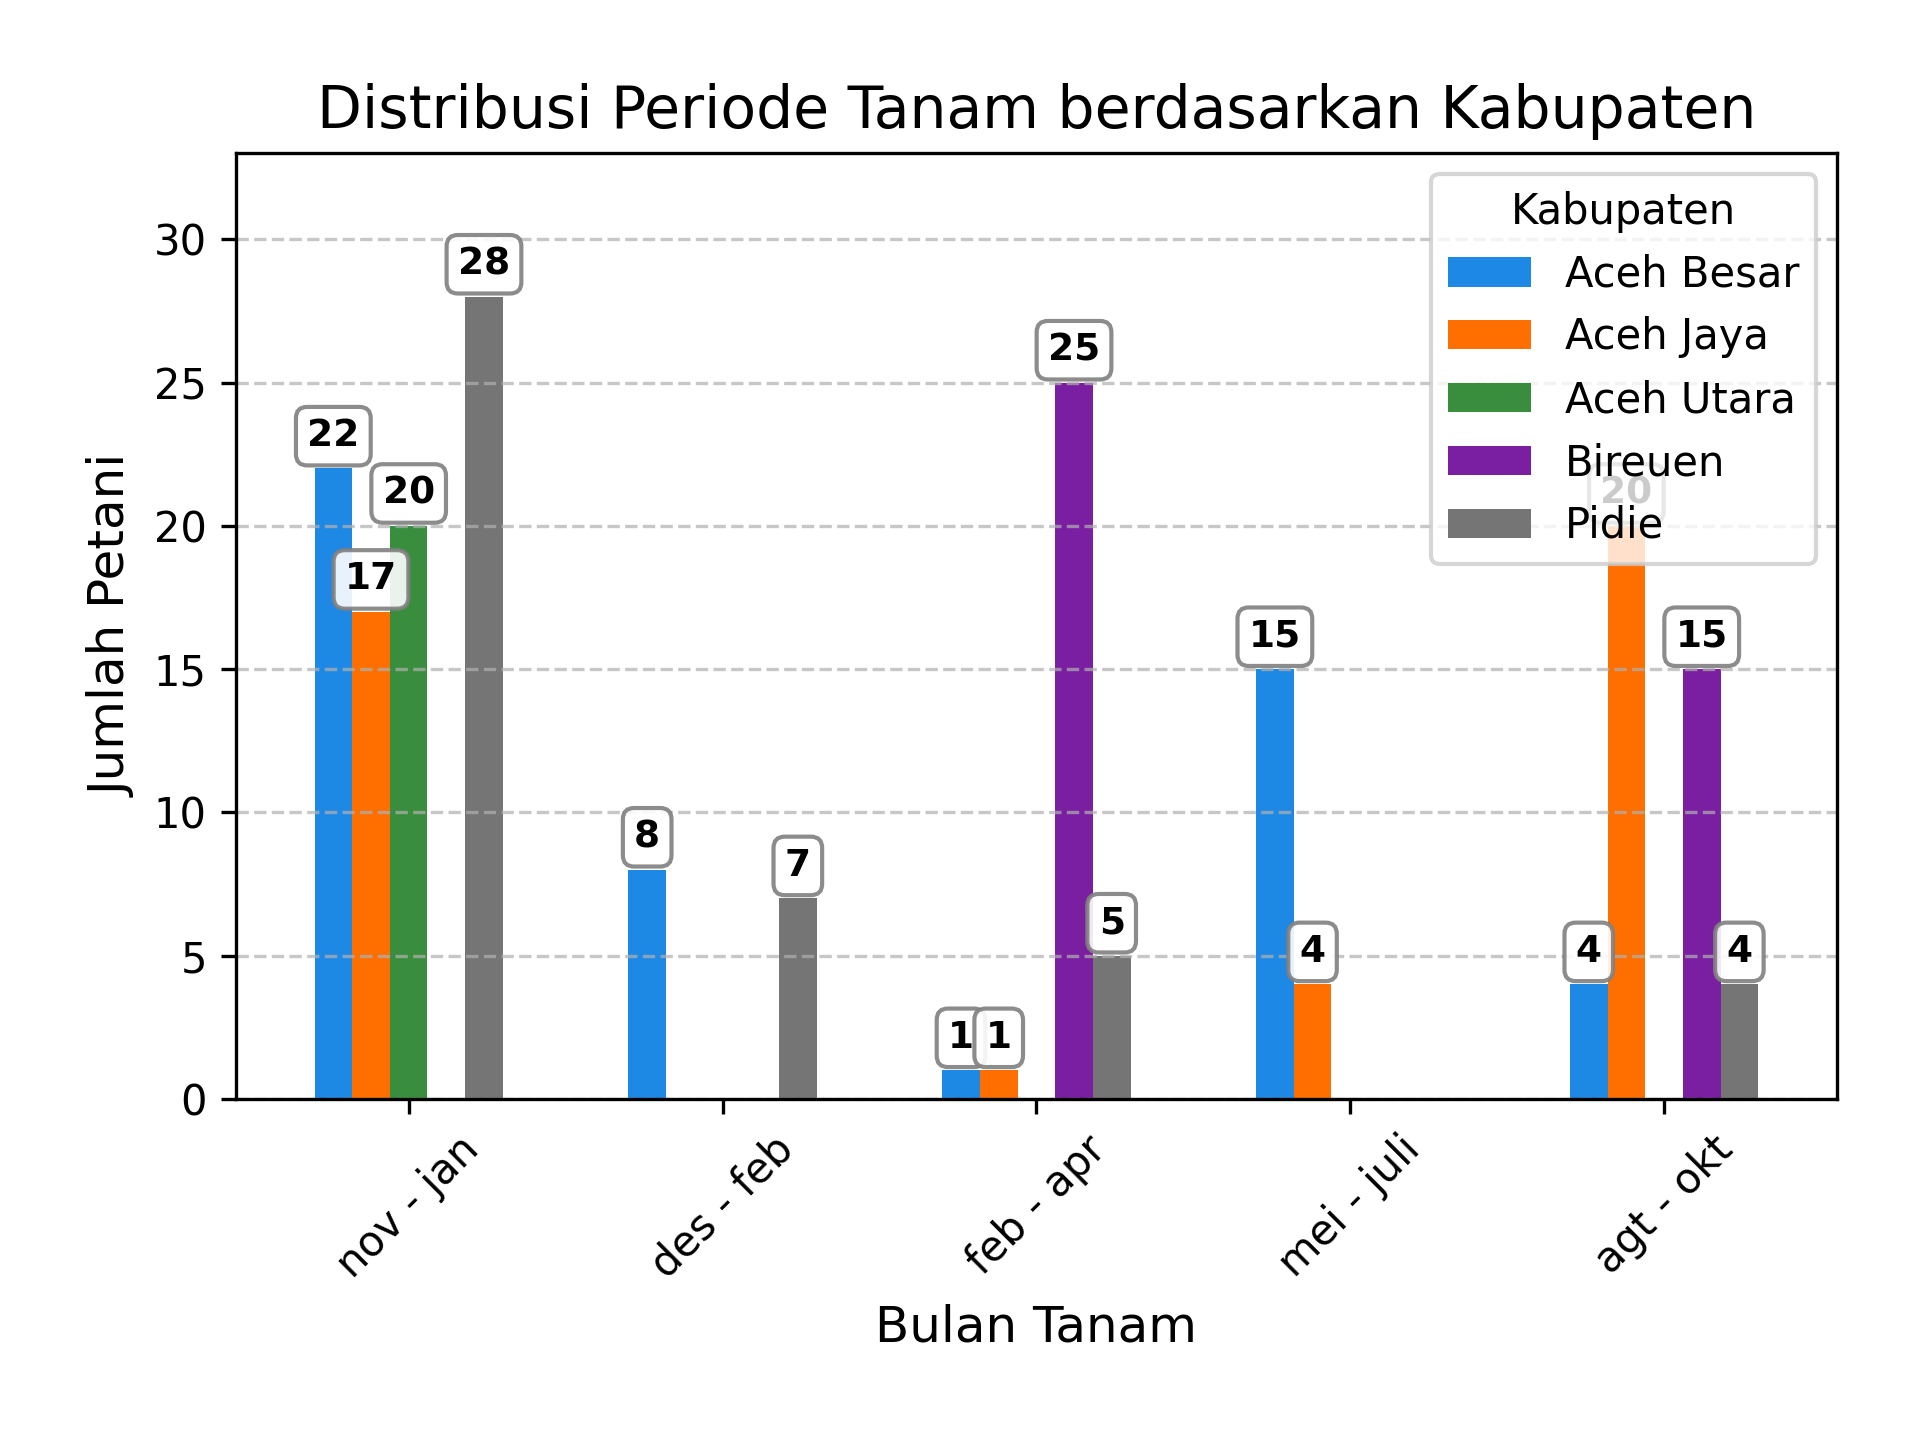 Distribusi Periode Tanam berdasarkan Kabupaten
Jumlah Petani
30
25
20
15
10
5
0
22
17
20
28
8
7
1
1
25
5
15
4
4
20
15
4
Kabupaten
Aceh Besar
Aceh Jaya
Aceh Utara
Bireuen
Pidie
nov - jan
des - feb
feb - apr
mei - juli
agt - okt
Bulan Tanam